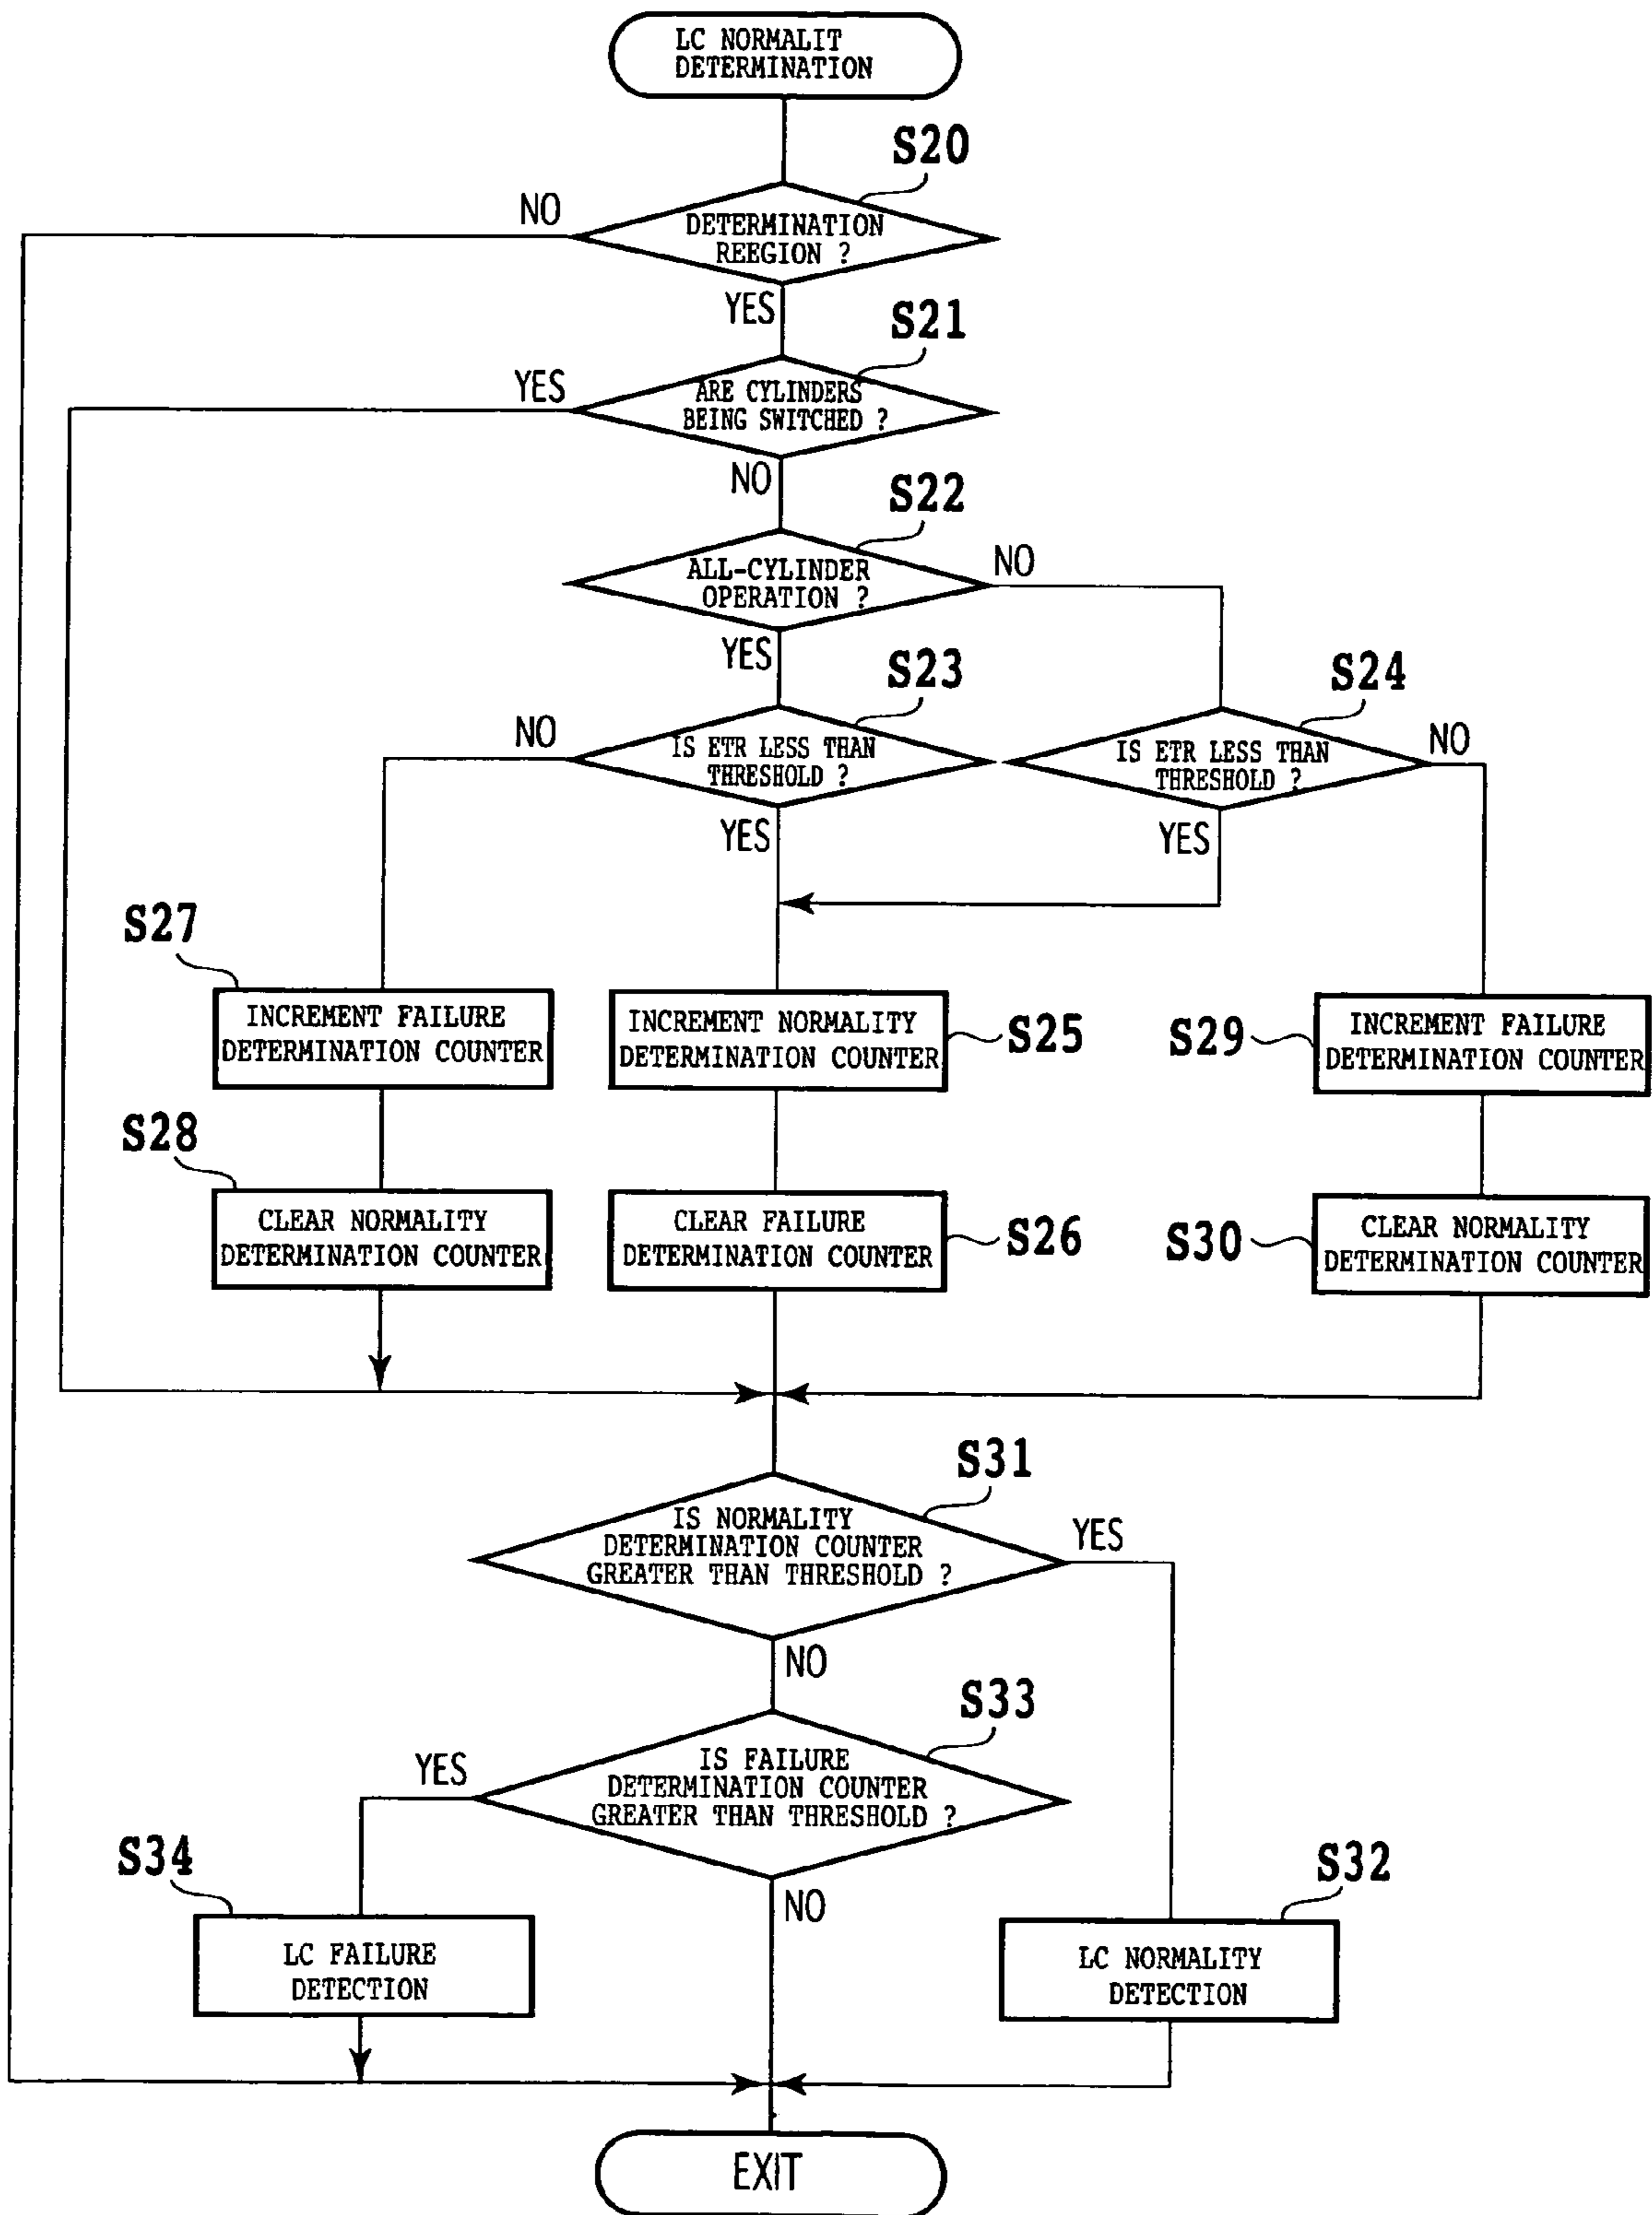 LC NORMALIT
DETERMINATION
S20
NO
DETERMINATION
REEGION ?
YES
S21
YES
ARE CYLINDERS
BEING SWITCHED ?
NO
S22
ALL-CYLINDER
OPERATION ?
NO
YES
S23
S24
NO
IS ETR LESS THAN
THRESHOLD ?
IS ETR LESS THAN
THRESHOLD ?
NO
YES
YES
S27
INCREMENT FAILURE
DETERMINATION COUNTER
INCREMENT NORMALITY
DETERMINATION COUNTER
S25
S29
INCREMENT FAILURE
DETERMINATION COUNTER
S28
CLEAR NORMALITY
DETERMINATION COUNTER
CLEAR FAILURE
DETERMINATION COUNTER
S26
S30
CLEAR NORMALITY
DETERMINATION COUNTER
S31
IS NORMALITY
DETERMINATION COUNTER
GREATER THAN THRESHOLD ?
YES
NO
S33
YES
IS FAILURE
DETERMINATION COUNTER
GREATER THAN THRESHOLD ?
S34
NO
S32
LC FAILURE
DETECTION
LC NORMALITY
DETECTION
EXIT